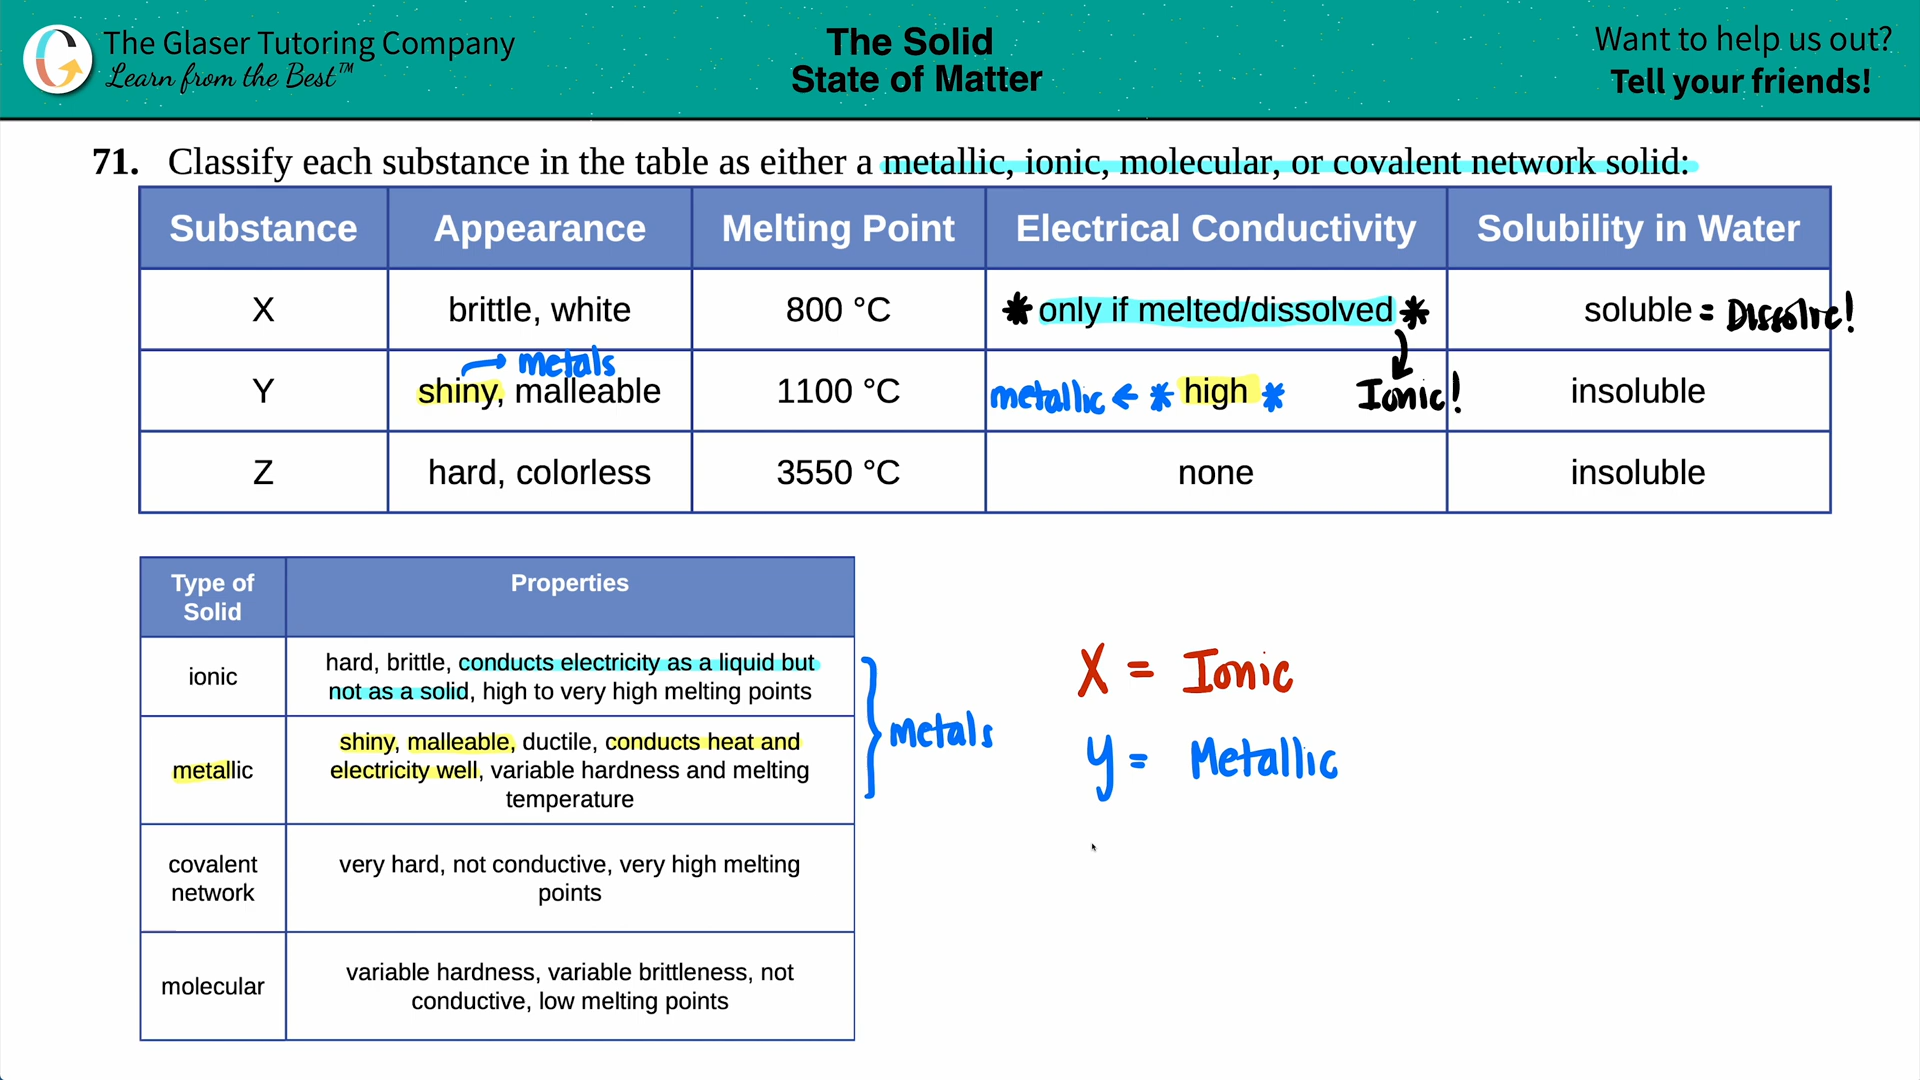 The Glaser Tutoring Company
Learn from the Best™
The Solid
State of Matter
Want to help us out?
Tell your friends!
71. Classify each substance in the table as either a metallic, ionic, molecular, or covalent network solid:
Substance Appearance Melting Point Electrical Conductivity Solubility in Water
X brittle, white 800 °C * only if melted/dissolved * soluble = Dissolve!
metals
Y shiny, malleable 1100 °C metallic ← * high * Ionic! insoluble
Z hard, colorless 3550 °C none insoluble
Type of
Solid
Properties
ionic
hard, brittle, conducts electricity as a liquid but
not as a solid, high to very high melting points
metallic
shiny, malleable, ductile, conducts heat and
electricity well, variable hardness and melting
temperature
covalent
network
very hard, not conductive, very high melting
points
molecular
variable hardness, variable brittleness, not
conductive, low melting points
metals
X = Ionic
Y = Metallic